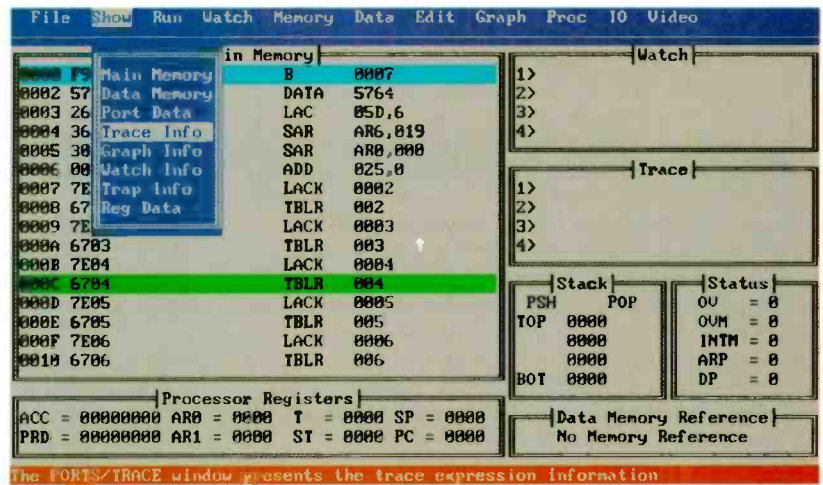 File Show Run Watch Memory Data Edit Graph Proc IO Video
in Memory
Main Memory
Data Memory
Port Data
Trace Info
Graph Info
Watch Info
Trap Info
Reg Data
F9 B 0007
0002 57 DATA 5764
0003 26 LAC 05D,6
0004 36 SAR AR6,019
0005 30 SAR AR0,000
0006 00 ADD 025,0
0007 7E LACK 0002
0008 67 TBLR 002
0009 7E LACK 0003
000A 6703 TBLR 003
000B 7E04 LACK 0004
000C 6704 TBLR 004
000D 7E05 LACK 0005
000E 6705 TBLR 005
000F 7E06 LACK 0006
0010 6706 TBLR 006
Watch
1>
2>
3>
4>
Trace
1>
2>
3>
4>
Stack
PSH POP
TOP 0000
0000
0000
BOT 0000
Status
OV = 0
OVM = 0
INTM = 0
ARP = 0
DP = 0
Processor Registers
ACC = 00000000 AR0 = 0000 T = 0000 SP = 0000
PRD = 00000000 AR1 = 0000 ST = 0000 PC = 0000
Data Memory Reference
No Memory Reference
The PORTS/TRACE window presents the trace expression information